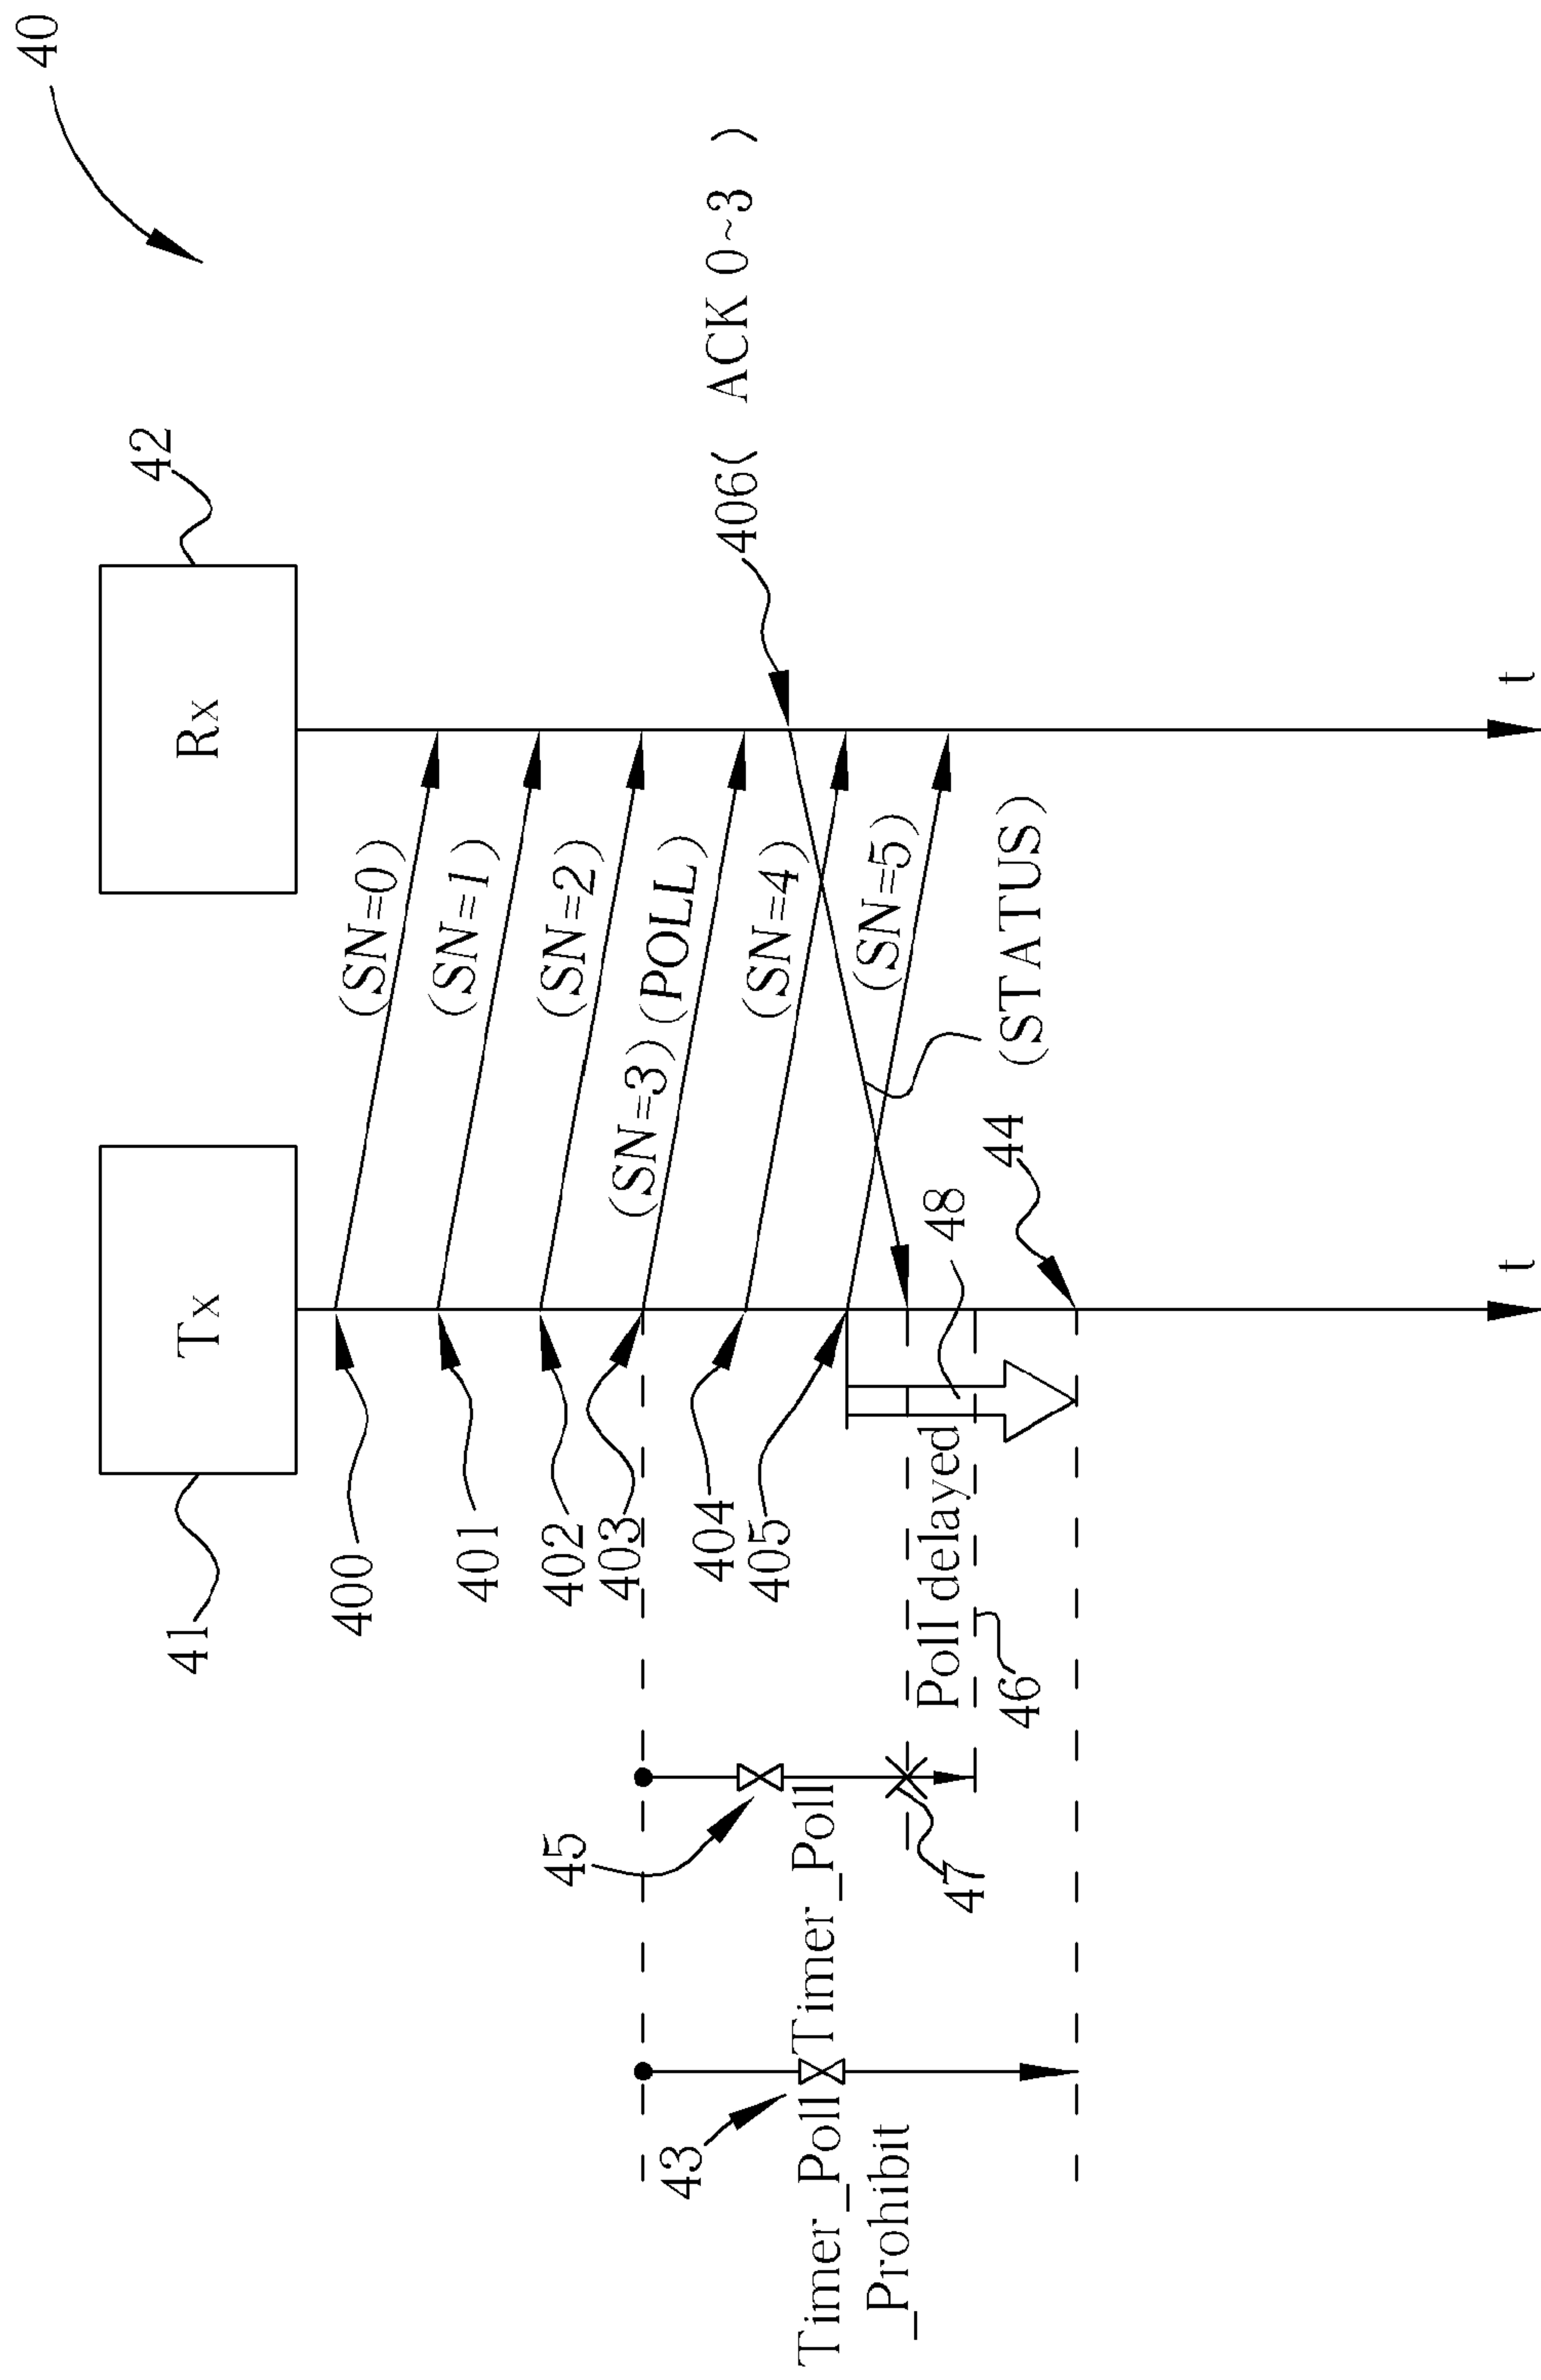 40
41
Tx
Rx
42
400
(SN=0)
401
(SN=1)
402
(SN=2)
403
(SN=3)(POLL)
404
(SN=4)
405
(SN=5)
406( ACK 0~3 )
(STATUS)
43
Timer_Poll
_Prohibit
45
Timer_Poll
47
Poll delayed
46
48
44
t
t